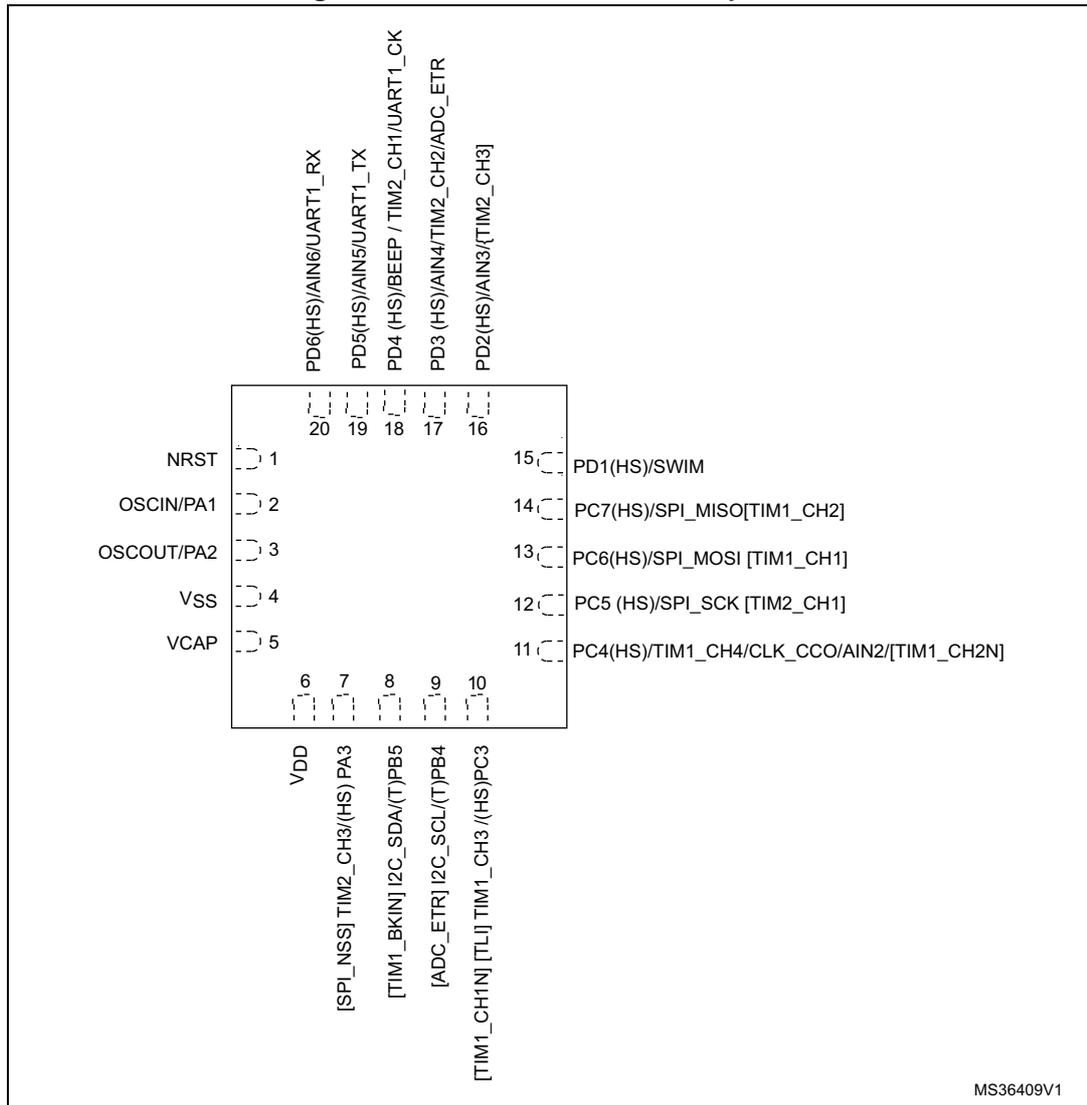 PD6(HS)/AIN6/UART1_RX
PD5(HS)/AIN5/UART1_TX
PD4 (HS)/BEEP / TIM2_CH1/UART1_CK
PD3 (HS)/AIN4/TIM2_CH2/ADC_ETR
PD2(HS)/AIN3/{TIM2_CH3]
20 19 18 17 16
NRST 1
OSCIN/PA1 2
OSCOUT/PA2 3
VSS 4
VCAP 5
15 PD1(HS)/SWIM
14 PC7(HS)/SPI_MISO[TIM1_CH2]
13 PC6(HS)/SPI_MOSI [TIM1_CH1]
12 PC5 (HS)/SPI_SCK [TIM2_CH1]
11 PC4(HS)/TIM1_CH4/CLK_CCO/AIN2/[TIM1_CH2N]
6 7 8 9 10
VDD
[SPI_NSS] TIM2_CH3/(HS) PA3
[TIM1_BKIN] I2C_SDA/(T)PB5
[ADC_ETR] I2C_SCL/(T)PB4
[TIM1_CH1N] [TLI] TIM1_CH3 /(HS)PC3
MS36409V1